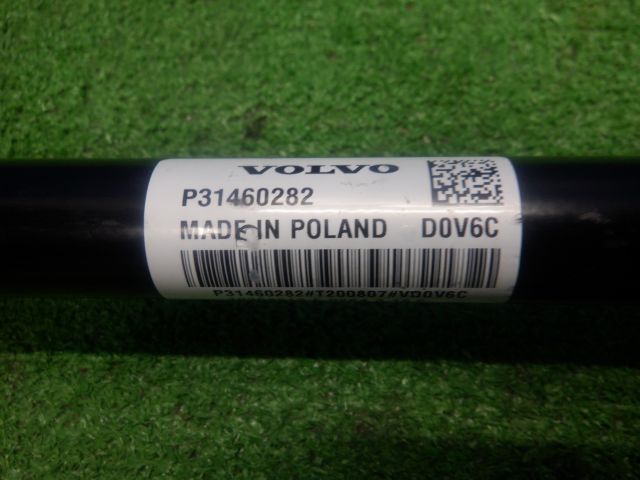 VOLVO
P31460282
MADE IN POLAND D0V6C
P31460282#T200807#VD0V6C